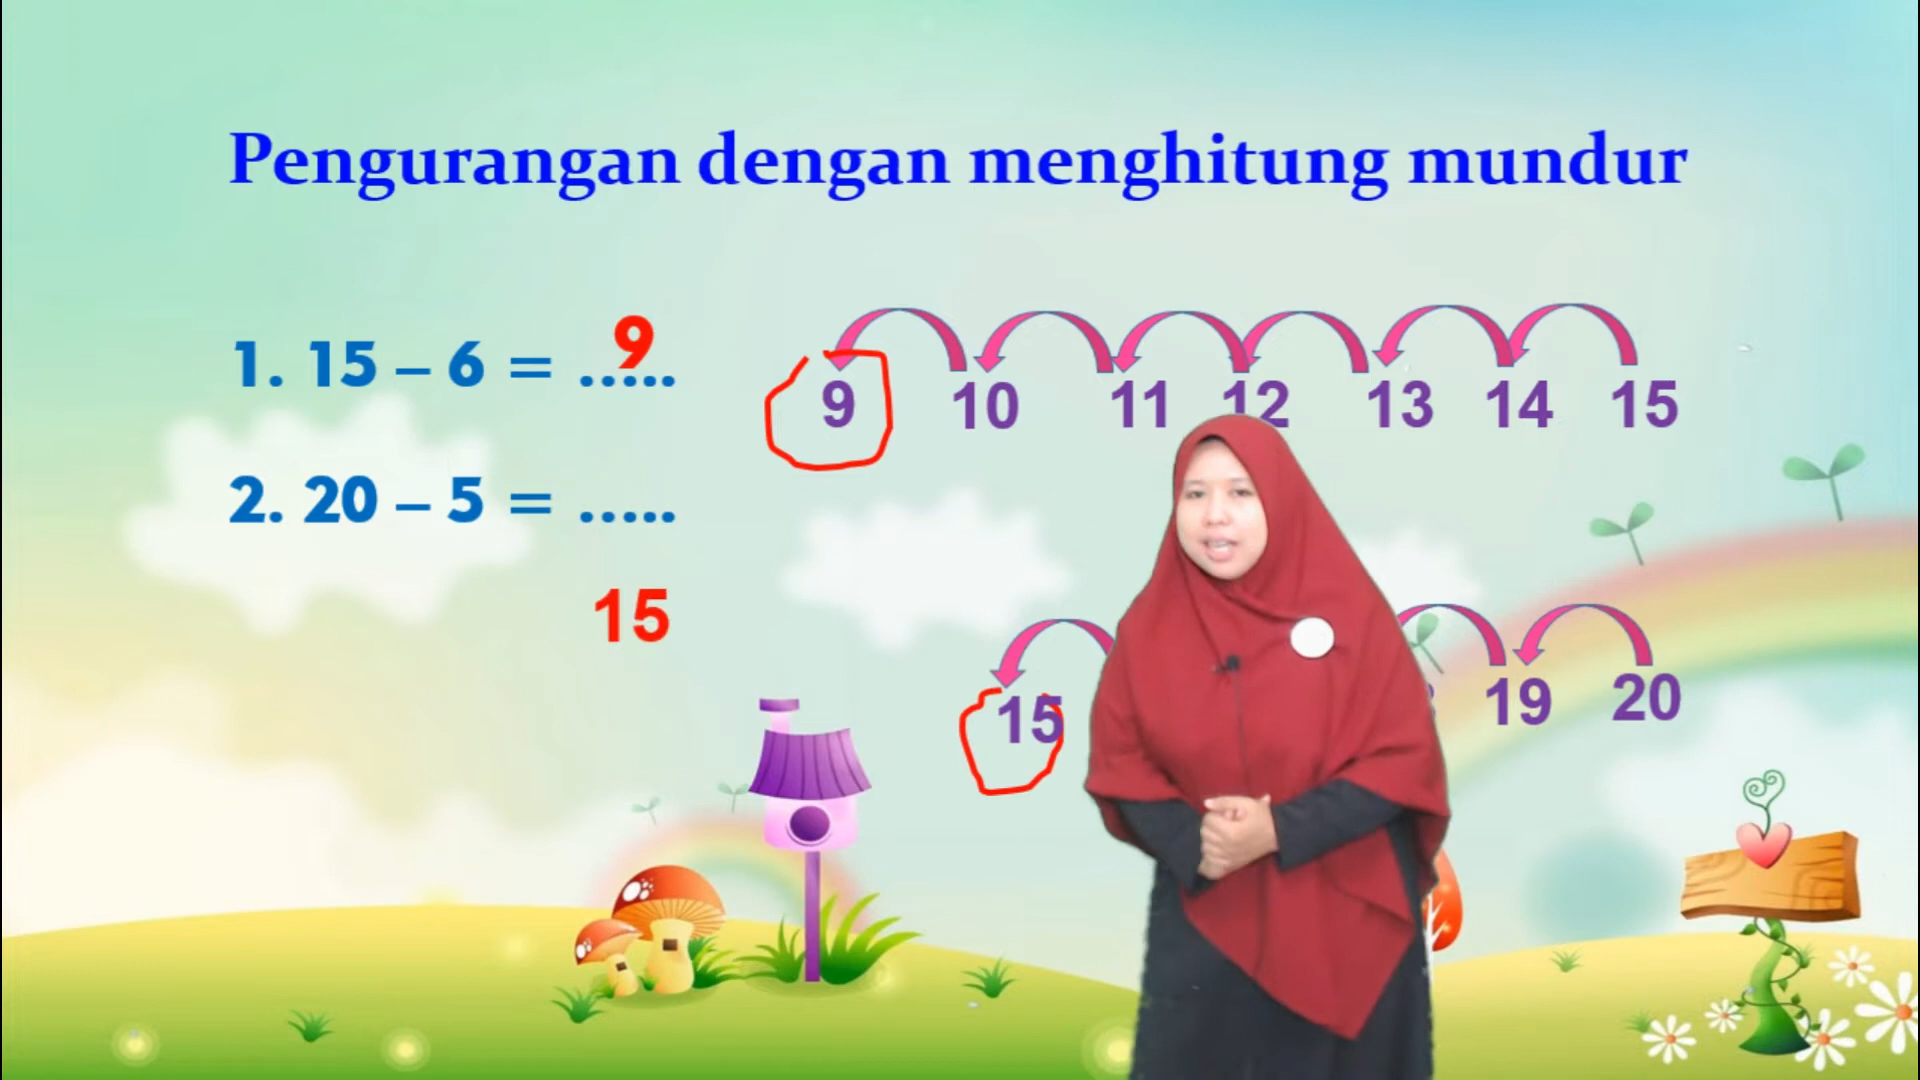 Pengurangan dengan menghitung mundur
1. 15 – 6 = .....
9
9 10 11 12 13 14 15
2. 20 – 5 = .....
15
15 19 20